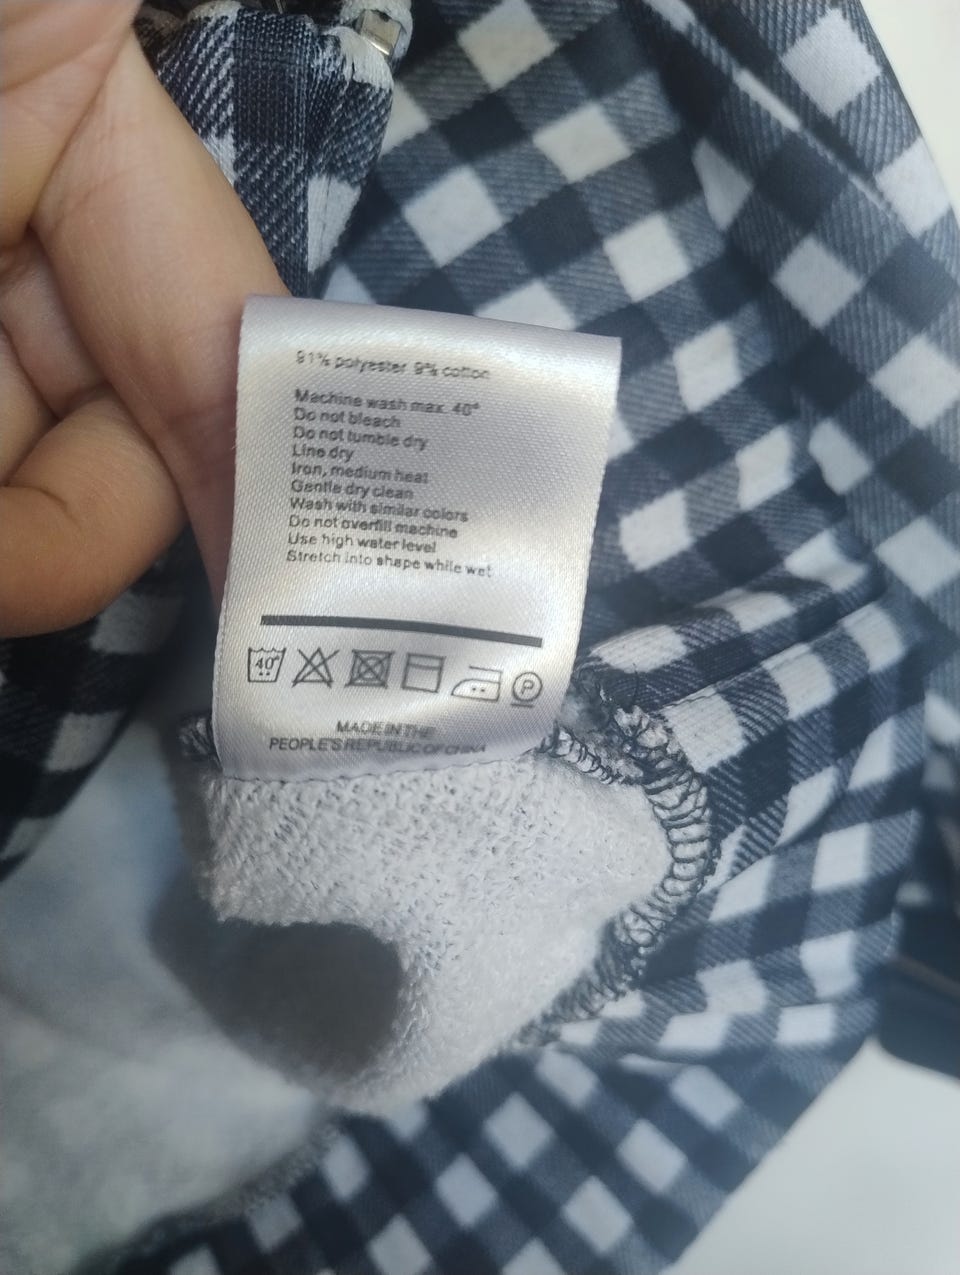 91% polyester 9% cotton
Machine wash max. 40°
Do not bleach
Do not tumble dry
Line dry
Iron, medium heat
Gentle dry clean
Wash with similar colors
Do not overfill machine
Use high water level
Stretch into shape while wet
40° P
MADE IN THE
PEOPLE'S REPUBLIC OF CHINA